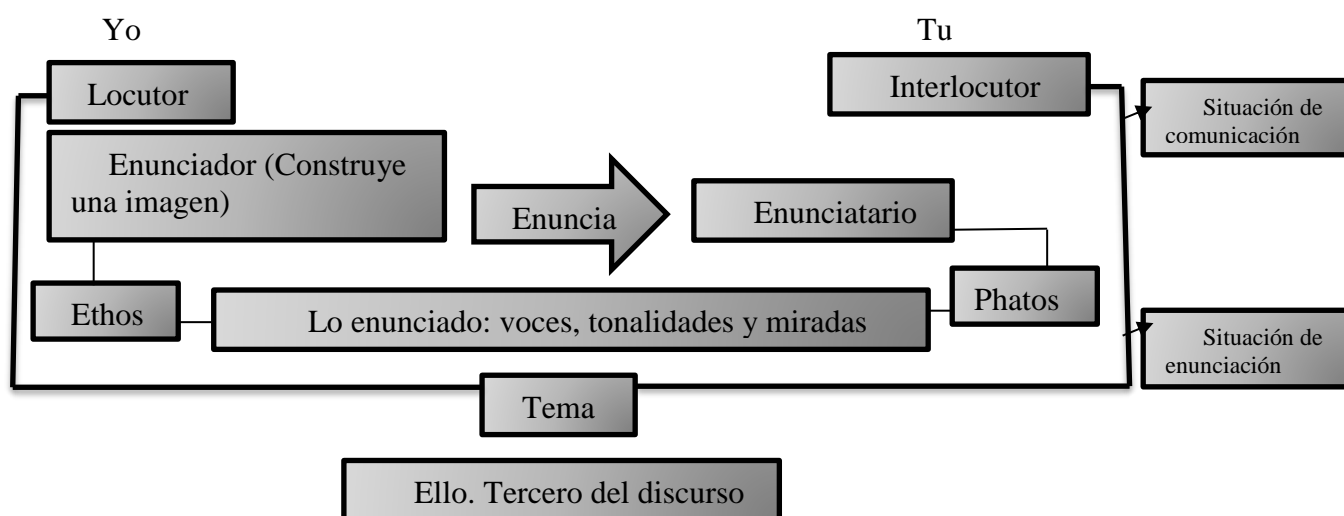 Yo
Tu
Locutor
Interlocutor
Situación de
comunicación
Enunciador (Construye
una imagen)
Enuncia
Enunciatario
Ethos
Lo enunciado: voces, tonalidades y miradas
Phatos
Situación de
enunciación
Tema
Ello. Tercero del discurso